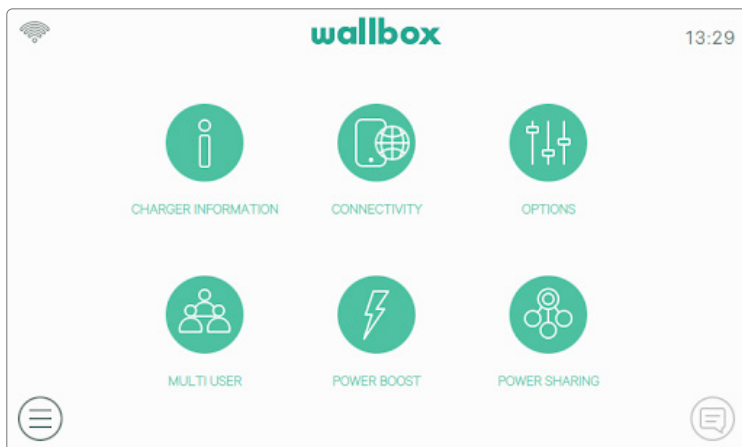 wallbox
13:29
CHARGER INFORMATION
CONNECTIVITY
OPTIONS
MULTI USER
POWER BOOST
POWER SHARING